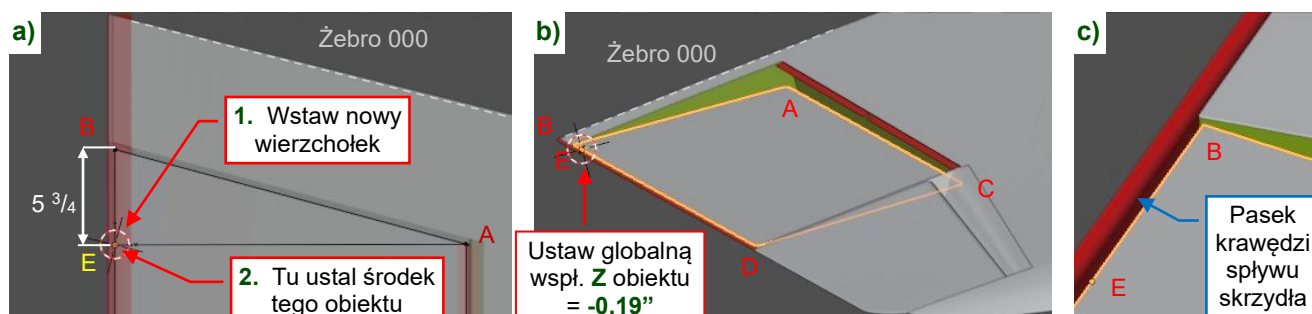 a)
Żebro 000
B
1. Wstaw nowy
wierzchołek
5 3/4
A
E
2. Tu ustal środek
tego obiektu
b)
Żebro 000
A
B
E
C
D
Ustaw globalną
wspł. Z obiektu
= -0.19”
c)
B
Pasek
krawędzi
spływu
skrzydła
E